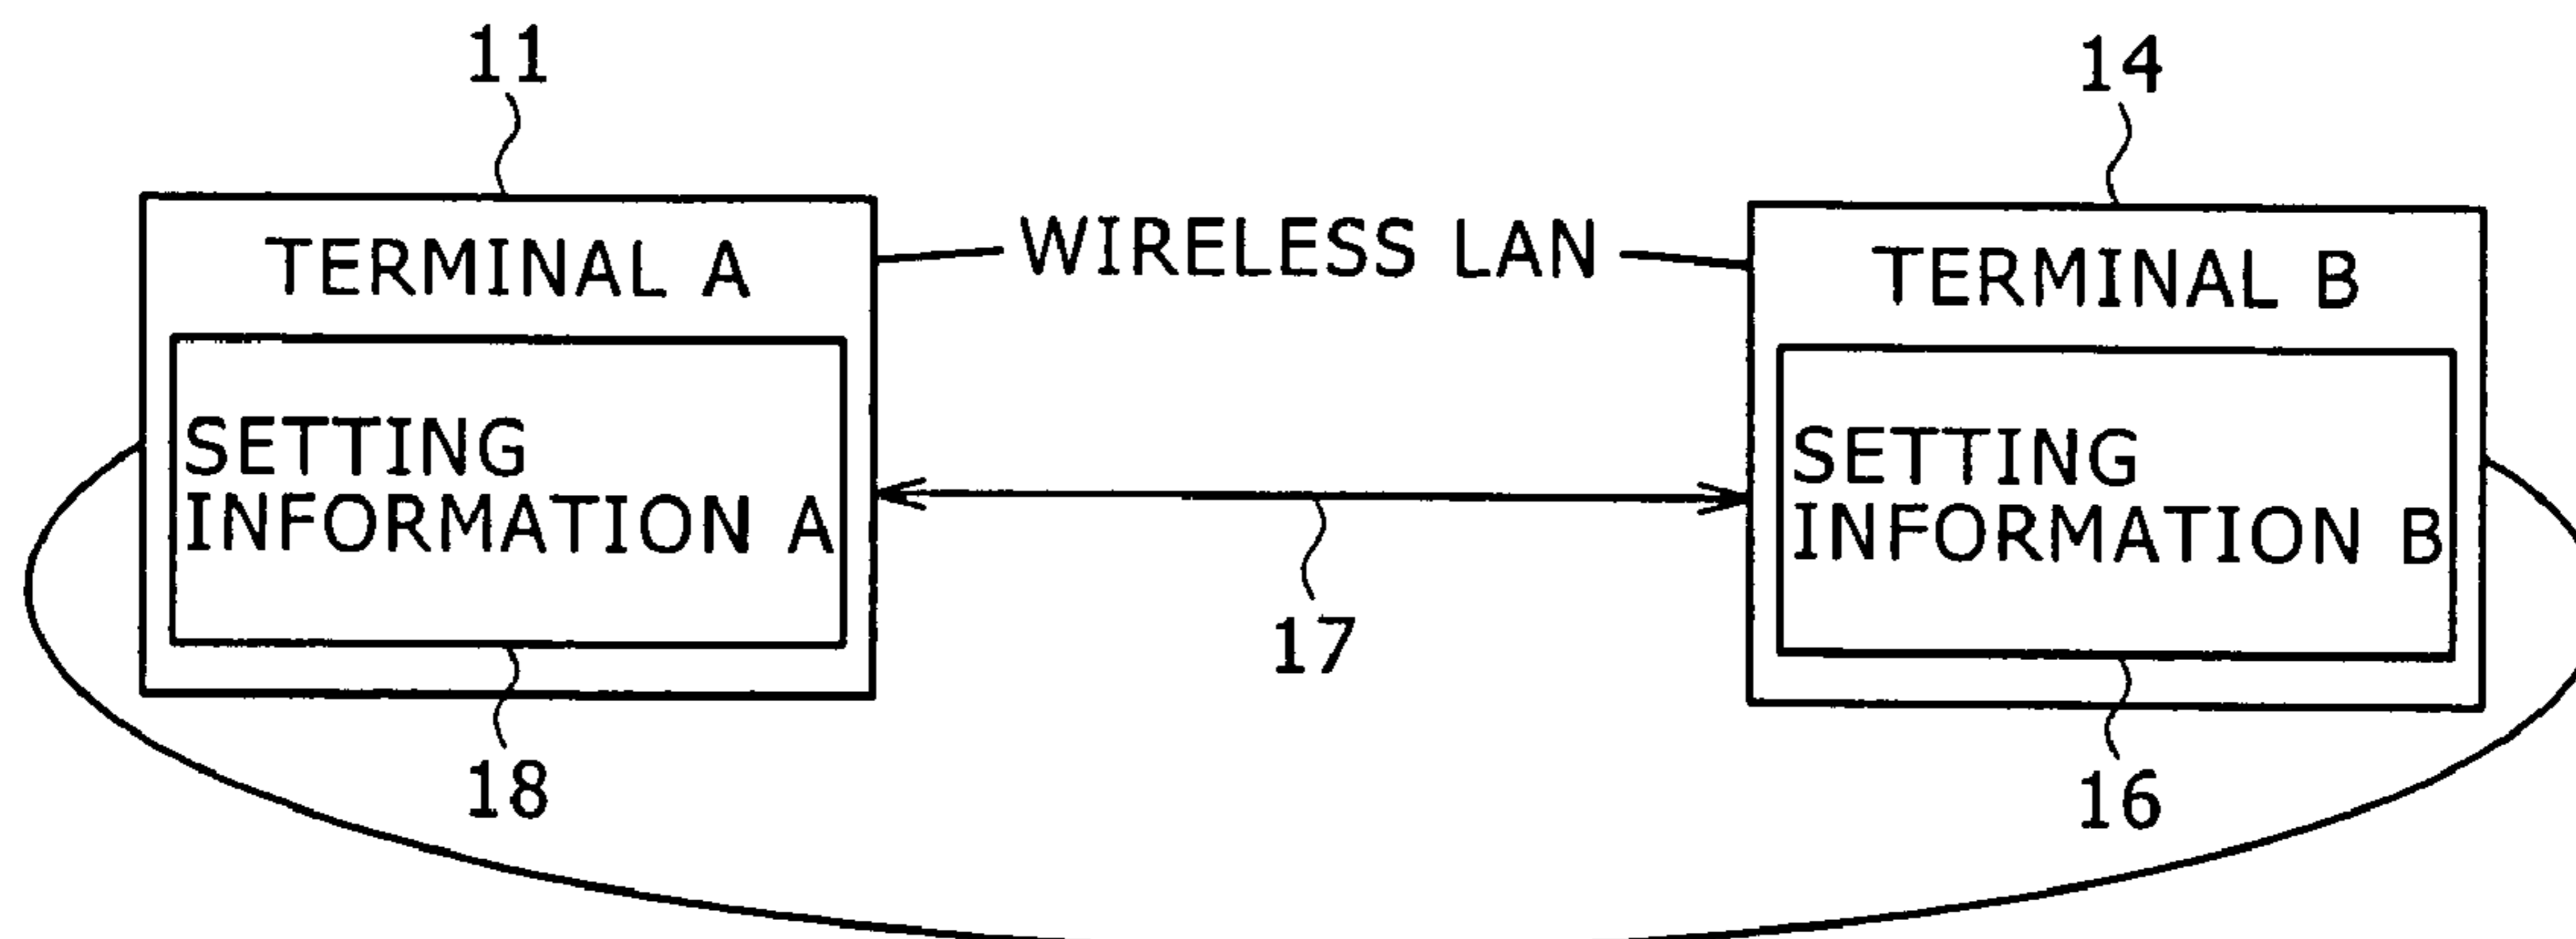 11
14
TERMINAL A
WIRELESS LAN
TERMINAL B
SETTING
INFORMATION A
SETTING
INFORMATION B
17
18
16